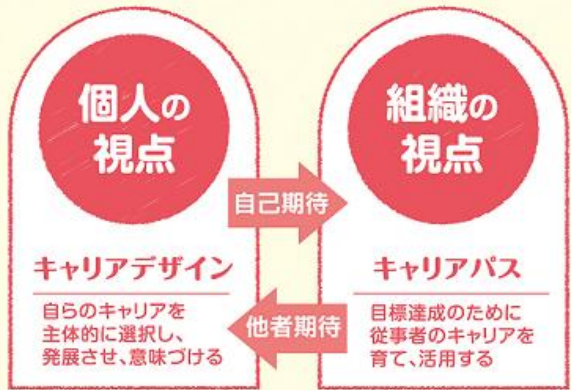 個人の
視点
組織の
視点
自己期待
キャリアデザイン
自らのキャリアを
主体的に選択し、
発展させ、意味づける
キャリアパス
目標達成のために
従事者のキャリアを
育て、活用する
他者期待